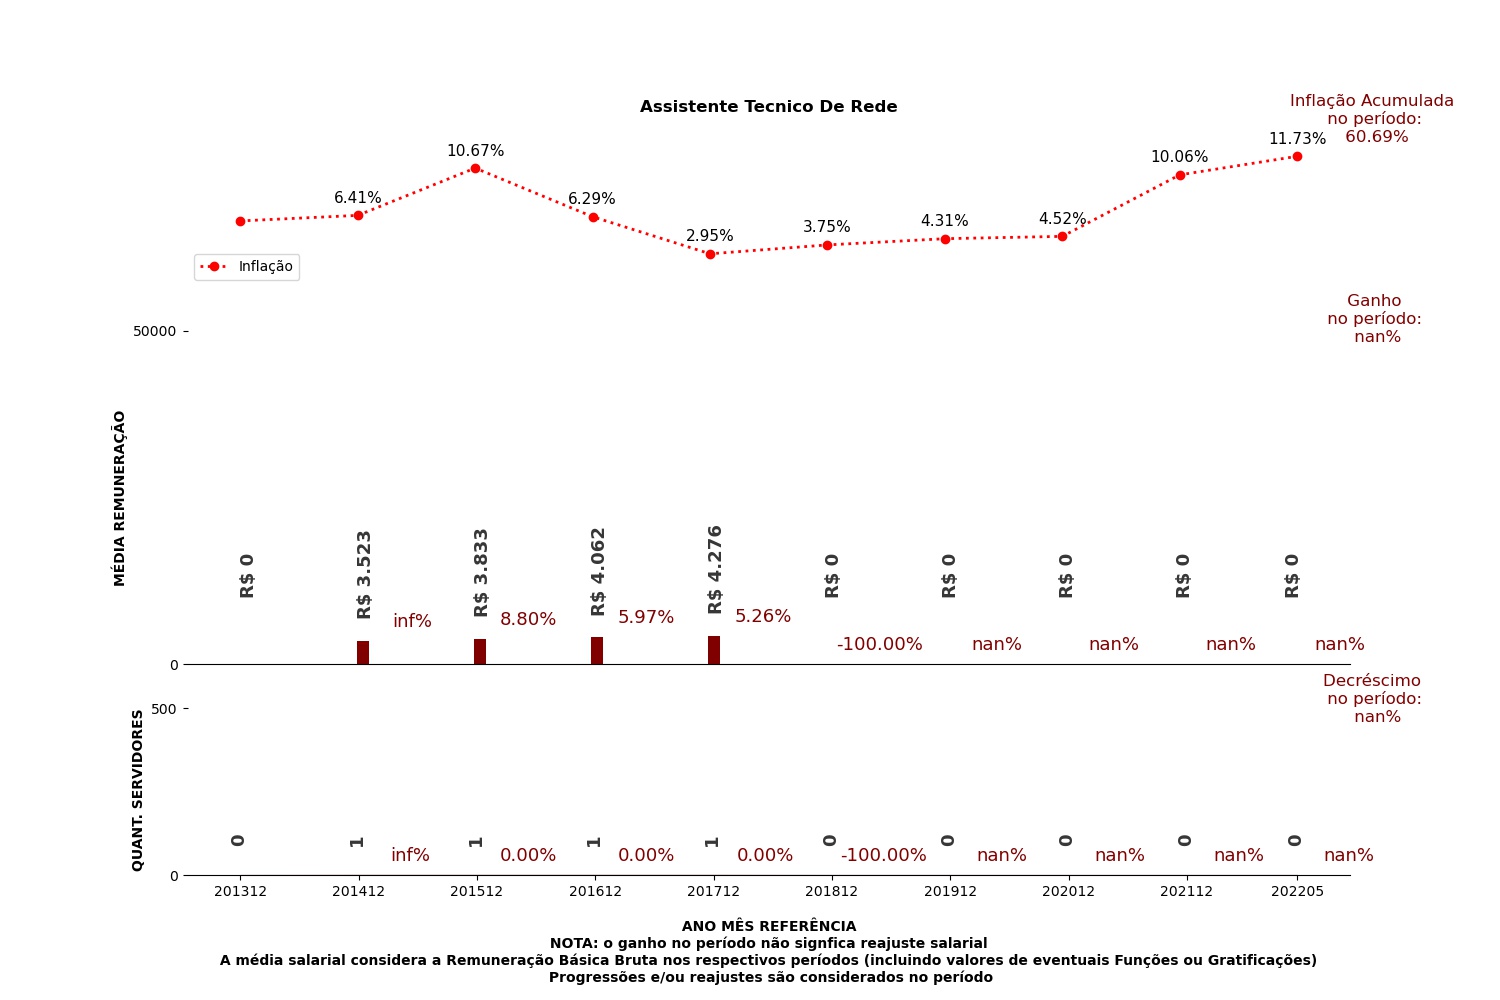 Assistente Tecnico De Rede
Inflação Acumulada
no período:
60.69%
6.41%
10.67%
6.29%
2.95%
3.75%
4.31%
4.52%
10.06%
11.73%
Inflação
Ganho
no período:
nan%
50000
0
MÉDIA REMUNERAÇÃO
R$ 0
R$ 3.523
R$ 3.833
R$ 4.062
R$ 4.276
R$ 0
R$ 0
R$ 0
R$ 0
R$ 0
inf%
8.80%
5.97%
5.26%
-100.00%
nan%
nan%
nan%
nan%
Decréscimo
no período:
nan%
500
0
QUANT. SERVIDORES
0
1
1
1
1
0
0
0
0
0
inf%
0.00%
0.00%
0.00%
-100.00%
nan%
nan%
nan%
nan%
201312
201412
201512
201612
201712
201812
201912
202012
202112
202205
ANO MÊS REFERÊNCIA
NOTA: o ganho no período não signfica reajuste salarial
A média salarial considera a Remuneração Básica Bruta nos respectivos períodos (incluindo valores de eventuais Funções ou Gratificações)
Progressões e/ou reajustes são considerados no período